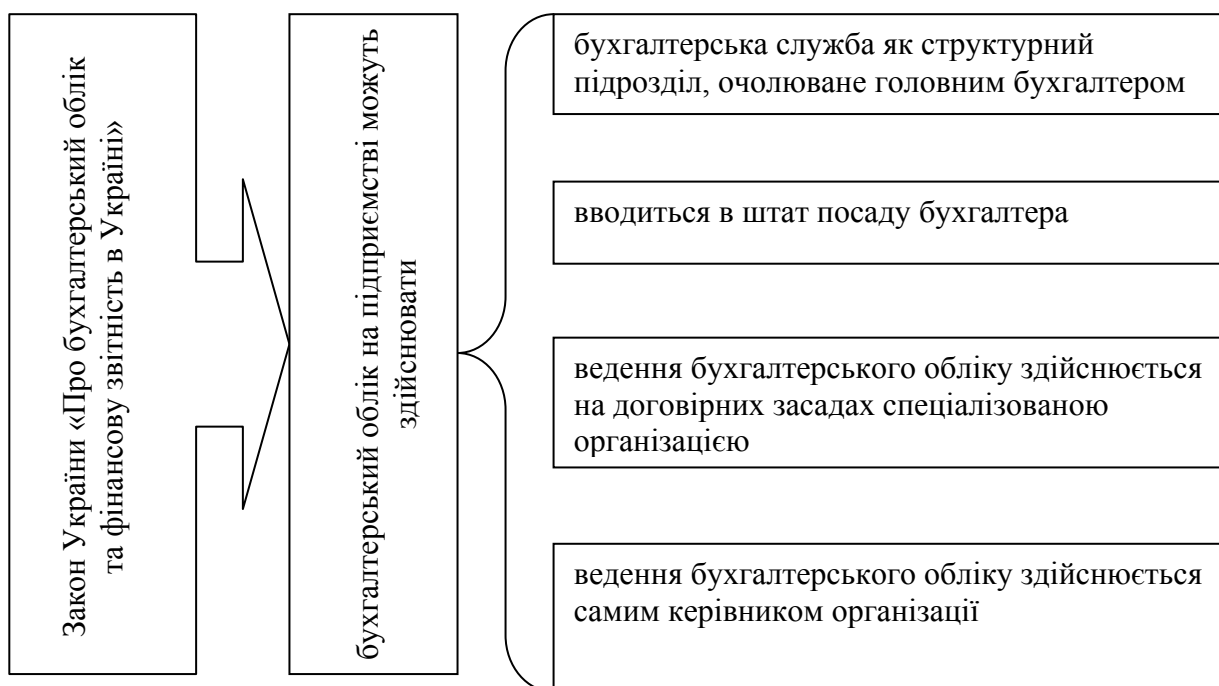 Закон України «Про бухгалтерський облік
та фінансову звітність в Україні»
бухгалтерський облік на підприємстві можуть
здійснювати
бухгалтерська служба як структурний
підрозділ, очолюване головним бухгалтером
вводиться в штат посаду бухгалтера
ведення бухгалтерського обліку здійснюється
на договірних засадах спеціалізованою
організацією
ведення бухгалтерського обліку здійснюється
самим керівником організації